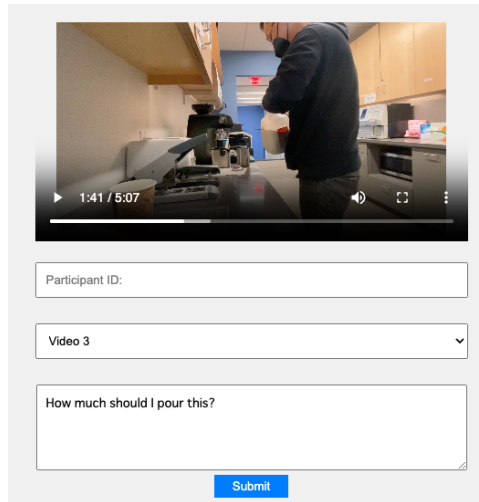 1:41 / 5:07
Participant ID:
Video 3
How much should I pour this?
Submit